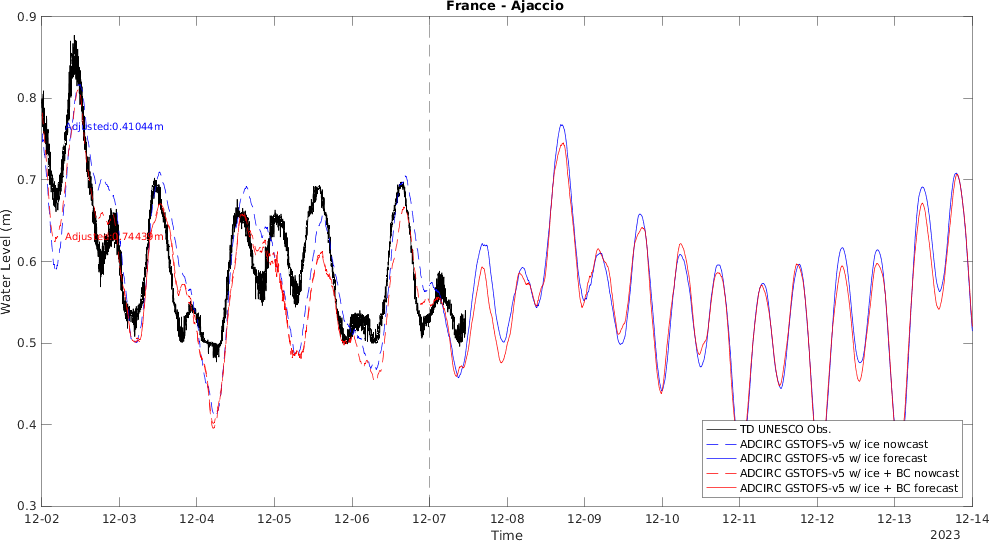 France - Ajaccio
0.9
0.8
0.7
0.6
0.5
0.4
0.3
Water Level (m)
Adjusted:0.41044m
TD UNESCO Obs.
ADCIRC GSTOFS-v5 w/ ice nowcast
ADCIRC GSTOFS-v5 w/ ice forecast
ADCIRC GSTOFS-v5 w/ ice + BC nowcast
ADCIRC GSTOFS-v5 w/ ice + BC forecast
12-02 12-03 12-04 12-05 12-06 12-07 12-08 12-09 12-10 12-11 12-12 12-13 12-14
Time
2023